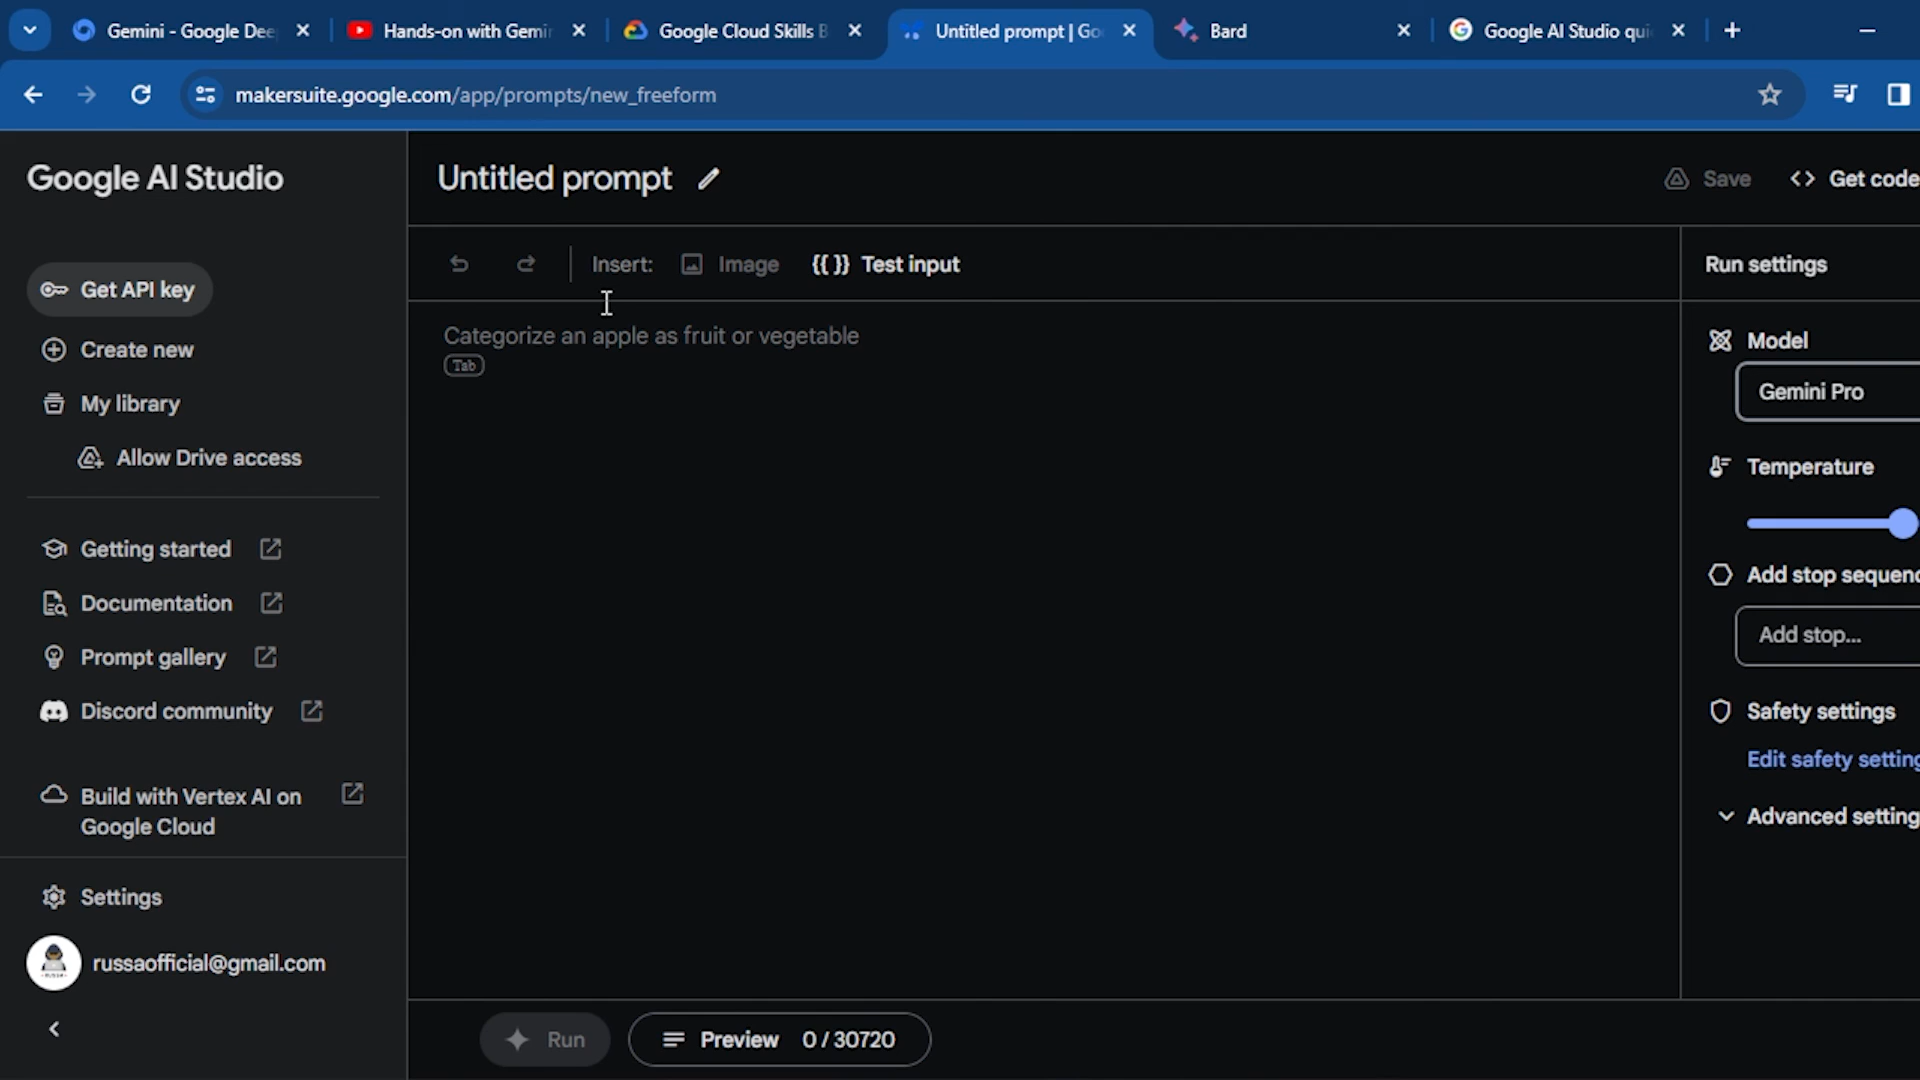 Gemini - Google Dee
Hands-on with Gemin
Google Cloud Skills B
Untitled prompt | Go
Bard
Google AI Studio qui
makersuite.google.com/app/prompts/new_freeform
Google AI Studio
Untitled prompt
Save
<> Get code
Get API key
Create new
My library
Allow Drive access
Getting started
Documentation
Prompt gallery
Discord community
Build with Vertex AI on
Google Cloud
Settings
russaofficial@gmail.com
Insert:
Image
{{ }} Test input
Categorize an apple as fruit or vegetable
Tab
Run settings
Model
Gemini Pro
Temperature
Add stop sequenc
Add stop...
Safety settings
Edit safety setting
Advanced setting
Run
Preview 0 / 30720